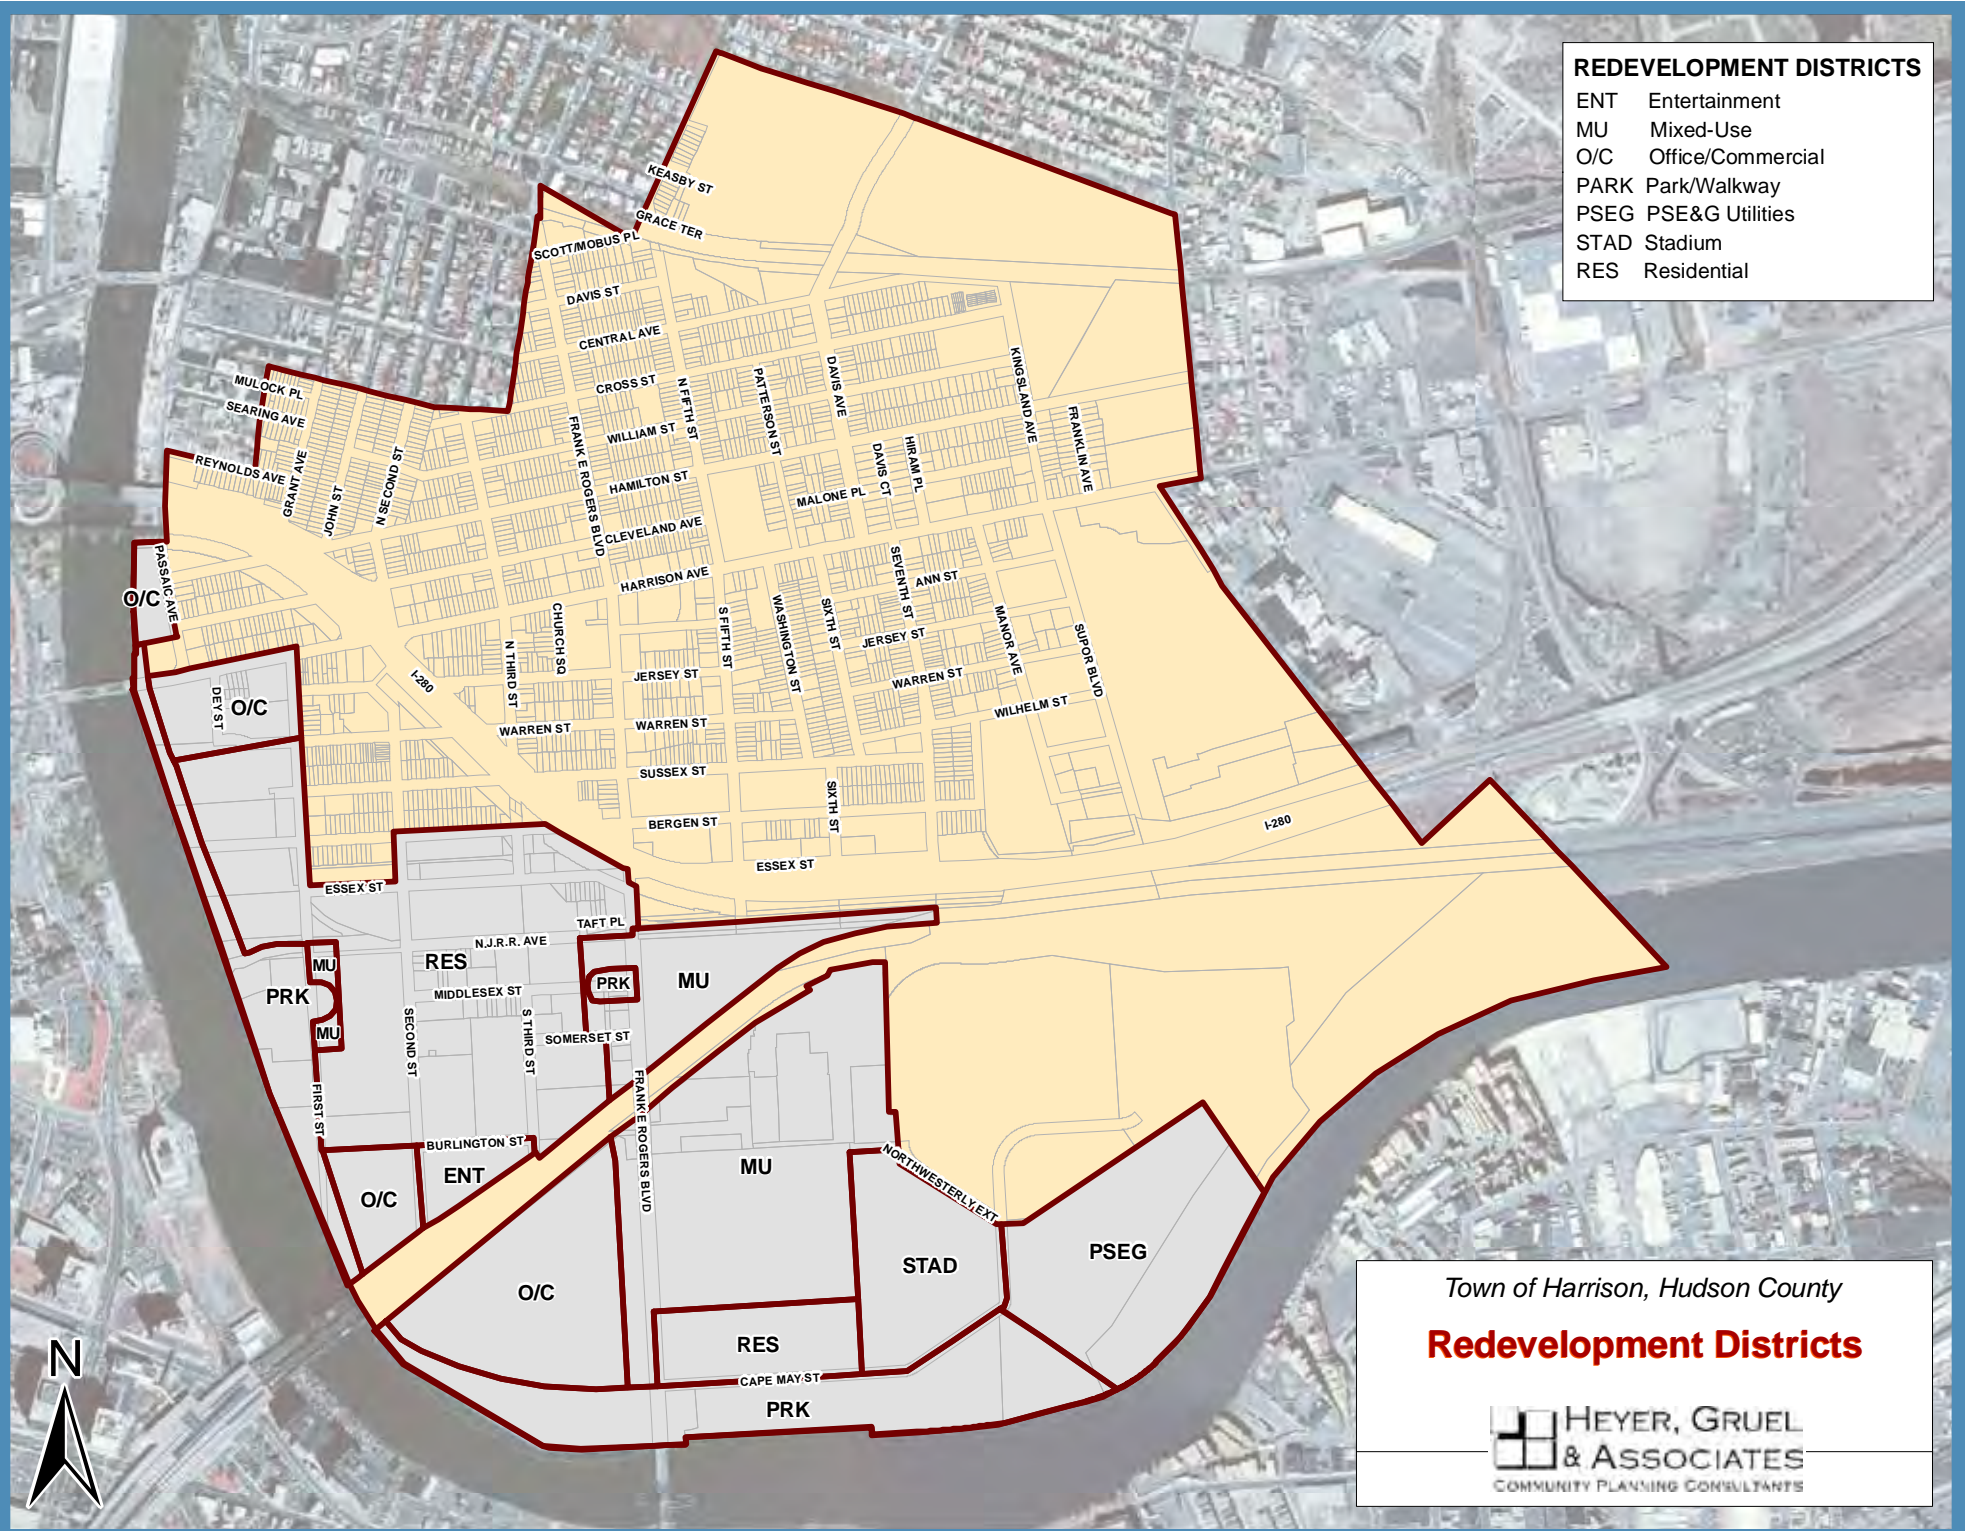 REDEVELOPMENT DISTRICTS
ENT Entertainment
MU Mixed-Use
O/C Office/Commercial
PARK Park/Walkway
PSEG PSE&G Utilities
STAD Stadium
RES Residential
KEASBY ST
GRACE TER
SCOTT/MOBUS PL
DAVIS ST
CENTRAL AVE
CROSS ST
N FIFTH ST
PATTERSON ST
DAVIS AVE
KINGSLAND AVE
FRANKLIN AVE
MULOCK PL
SEARING AVE
REYNOLDS AVE
GRANT AVE
JOHN ST
N SECOND ST
FRANK E ROGERS BLVD
WILLIAM ST
HAMILTON ST
DAVIS CT
HIRAM PL
MALONE PL
CLEVELAND AVE
HARRISON AVE
PASSAIC AVE
O/C
SEVENTH ST
ANN ST
CHURCH SQ
S FIFTH ST
WASHINGTON ST
SIXTH ST
JERSEY ST
MANOR AVE
SUPOR BLVD
N THIRD ST
I-280
JERSEY ST
WARREN ST
DEY ST
O/C
WARREN ST
WARREN ST
WILHELM ST
SUSSEX ST
SIXTH ST
BERGEN ST
I-280
ESSEX ST
ESSEX ST
TAFT PL
N.J.R.R. AVE
RES
MU
PRK
MU
PRK
MIDDLESEX ST
MU
SECOND ST
S THIRD ST
SOMERSET ST
FIRST ST
FRANK E ROGERS BLVD
BURLINGTON ST
ENT
O/C
MU
NORTHWESTERLY EXT
STAD
PSEG
O/C
RES
CAPE MAY ST
PRK
N
Town of Harrison, Hudson County
Redevelopment Districts
HEYER, GRUEL
& ASSOCIATES
COMMUNITY PLANNING CONSULTANTS